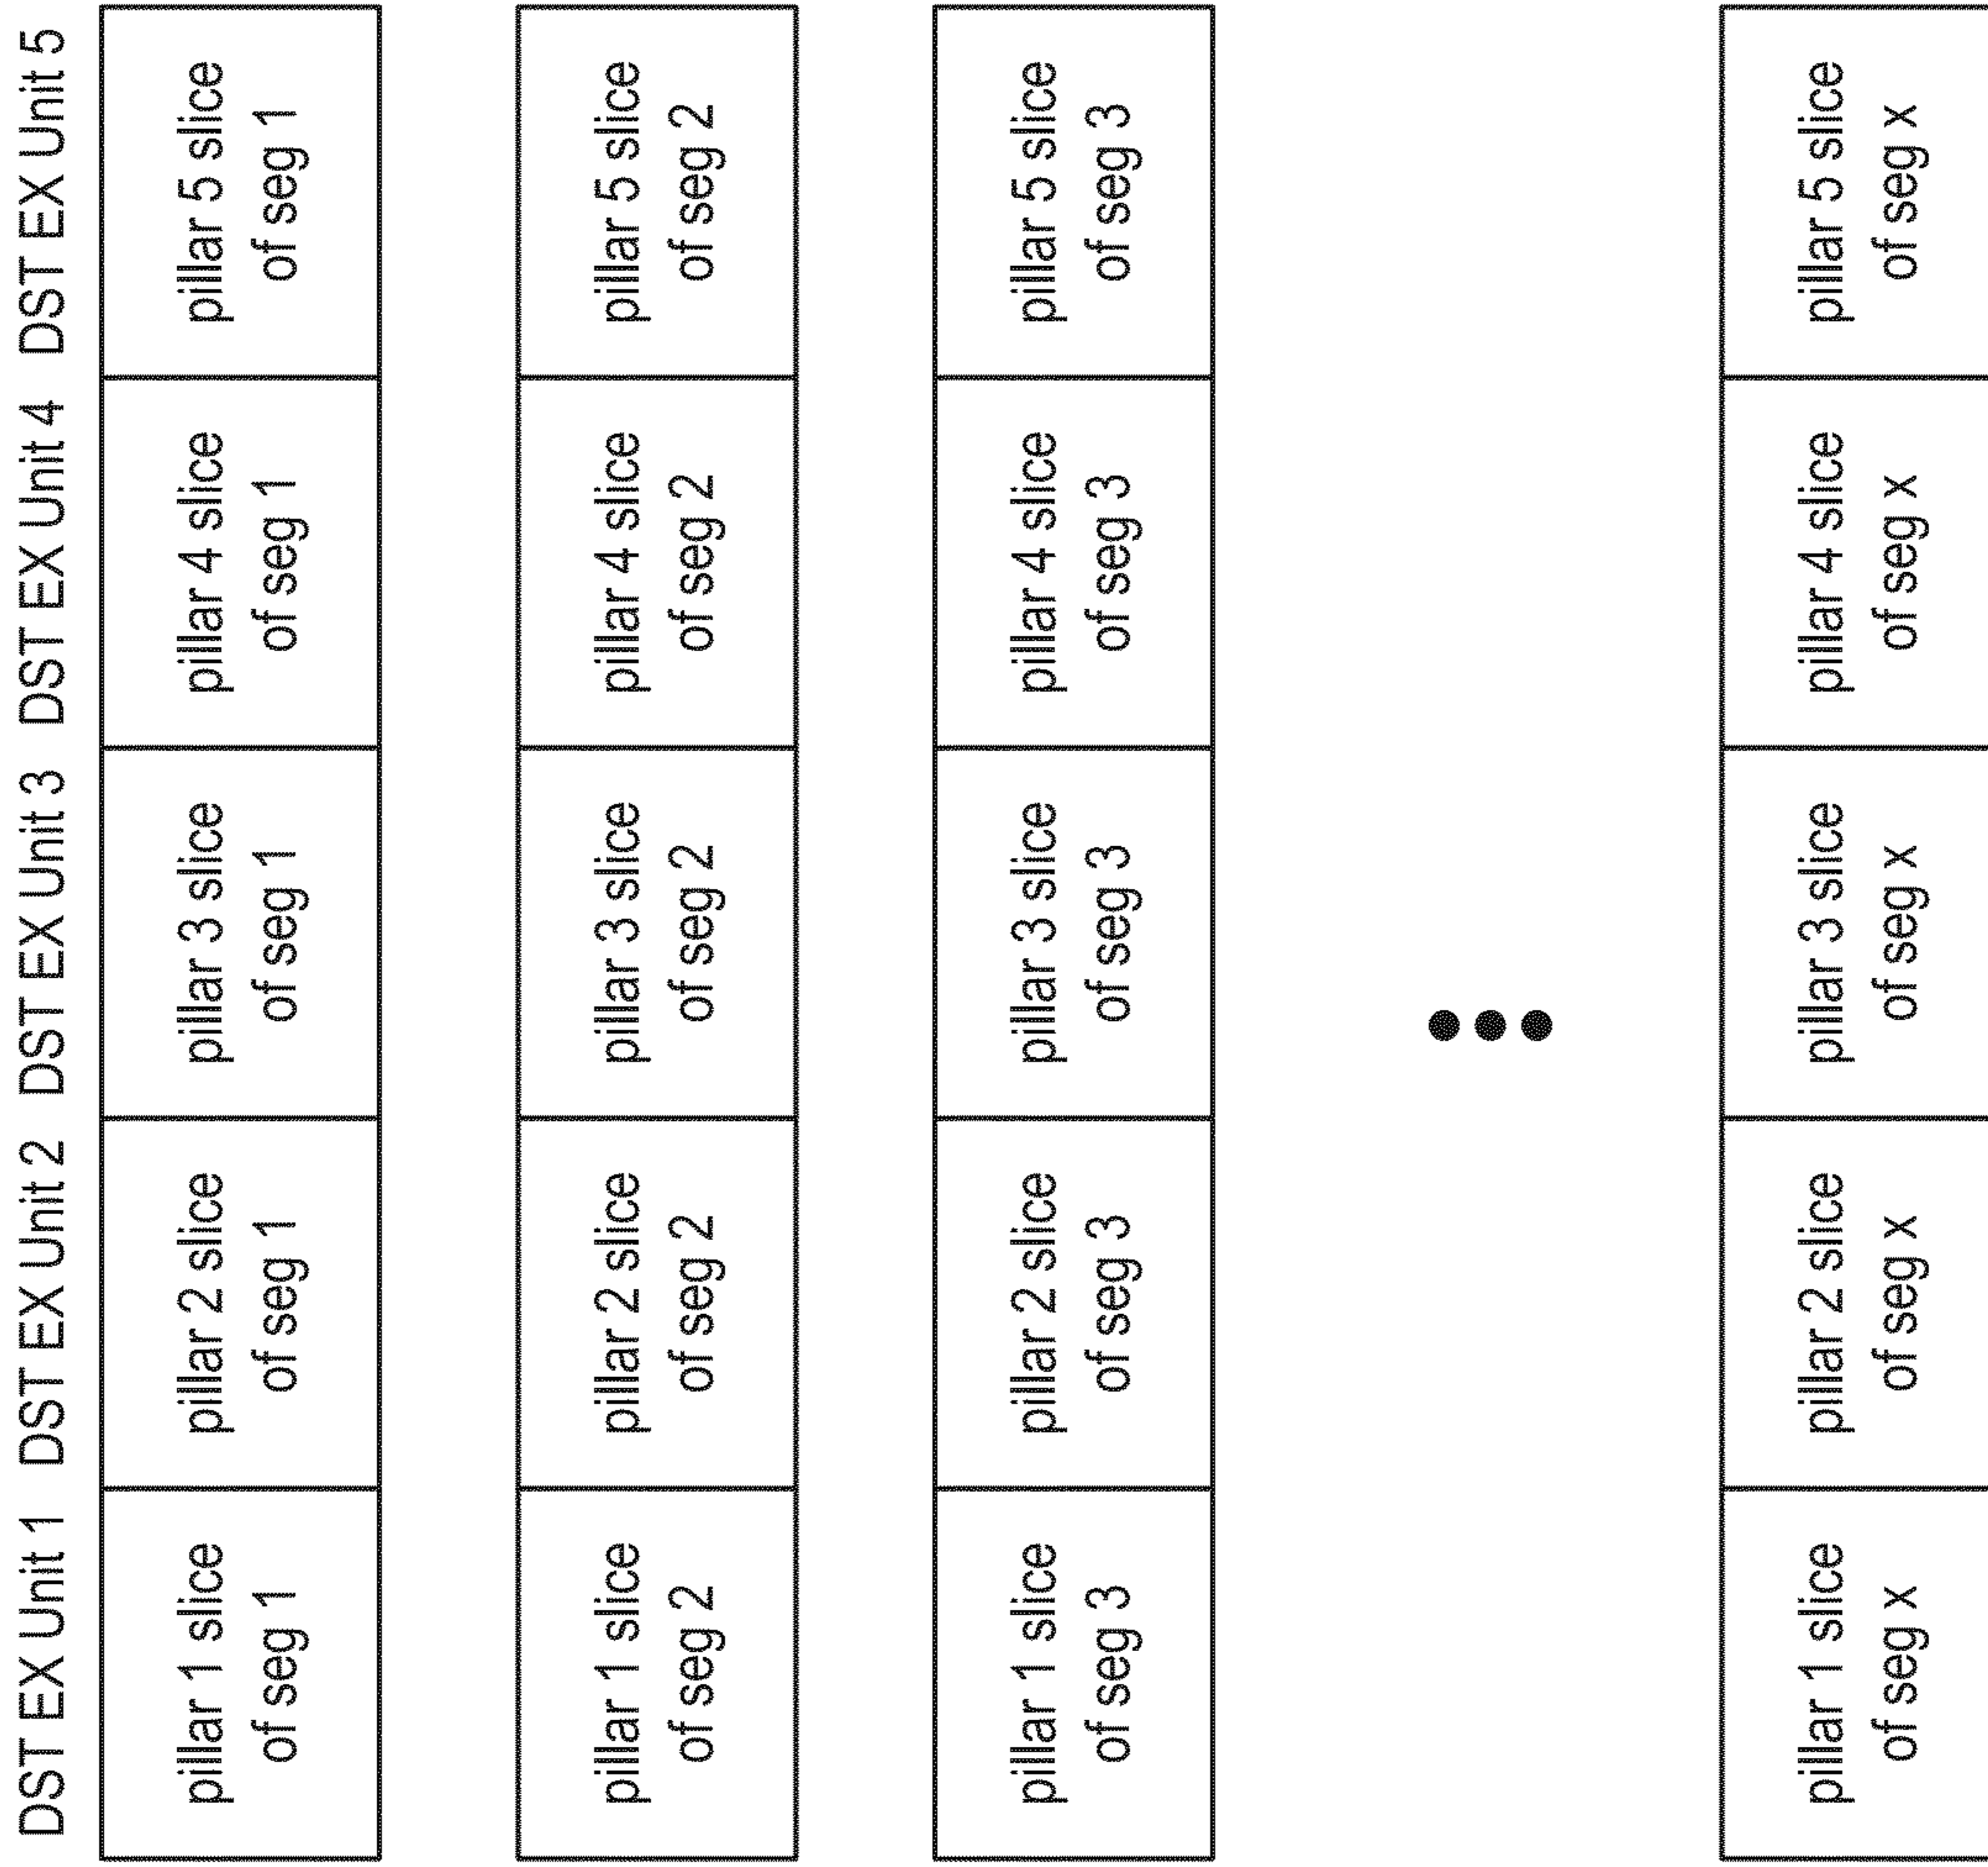 DST EX Unit 1 DST EX Unit 2 DST EX Unit 3 DST EX Unit 4 DST EX Unit 5
pillar 1 slice
of seg 1
pillar 2 slice
of seg 1
pillar 3 slice
of seg 1
pillar 4 slice
of seg 1
pillar 5 slice
of seg 1
pillar 1 slice
of seg 2
pillar 2 slice
of seg 2
pillar 3 slice
of seg 2
pillar 4 slice
of seg 2
pillar 5 slice
of seg 2
pillar 1 slice
of seg 3
pillar 2 slice
of seg 3
pillar 3 slice
of seg 3
pillar 4 slice
of seg 3
pillar 5 slice
of seg 3
pillar 1 slice
of seg x
pillar 2 slice
of seg x
pillar 3 slice
of seg x
pillar 4 slice
of seg x
pillar 5 slice
of seg x